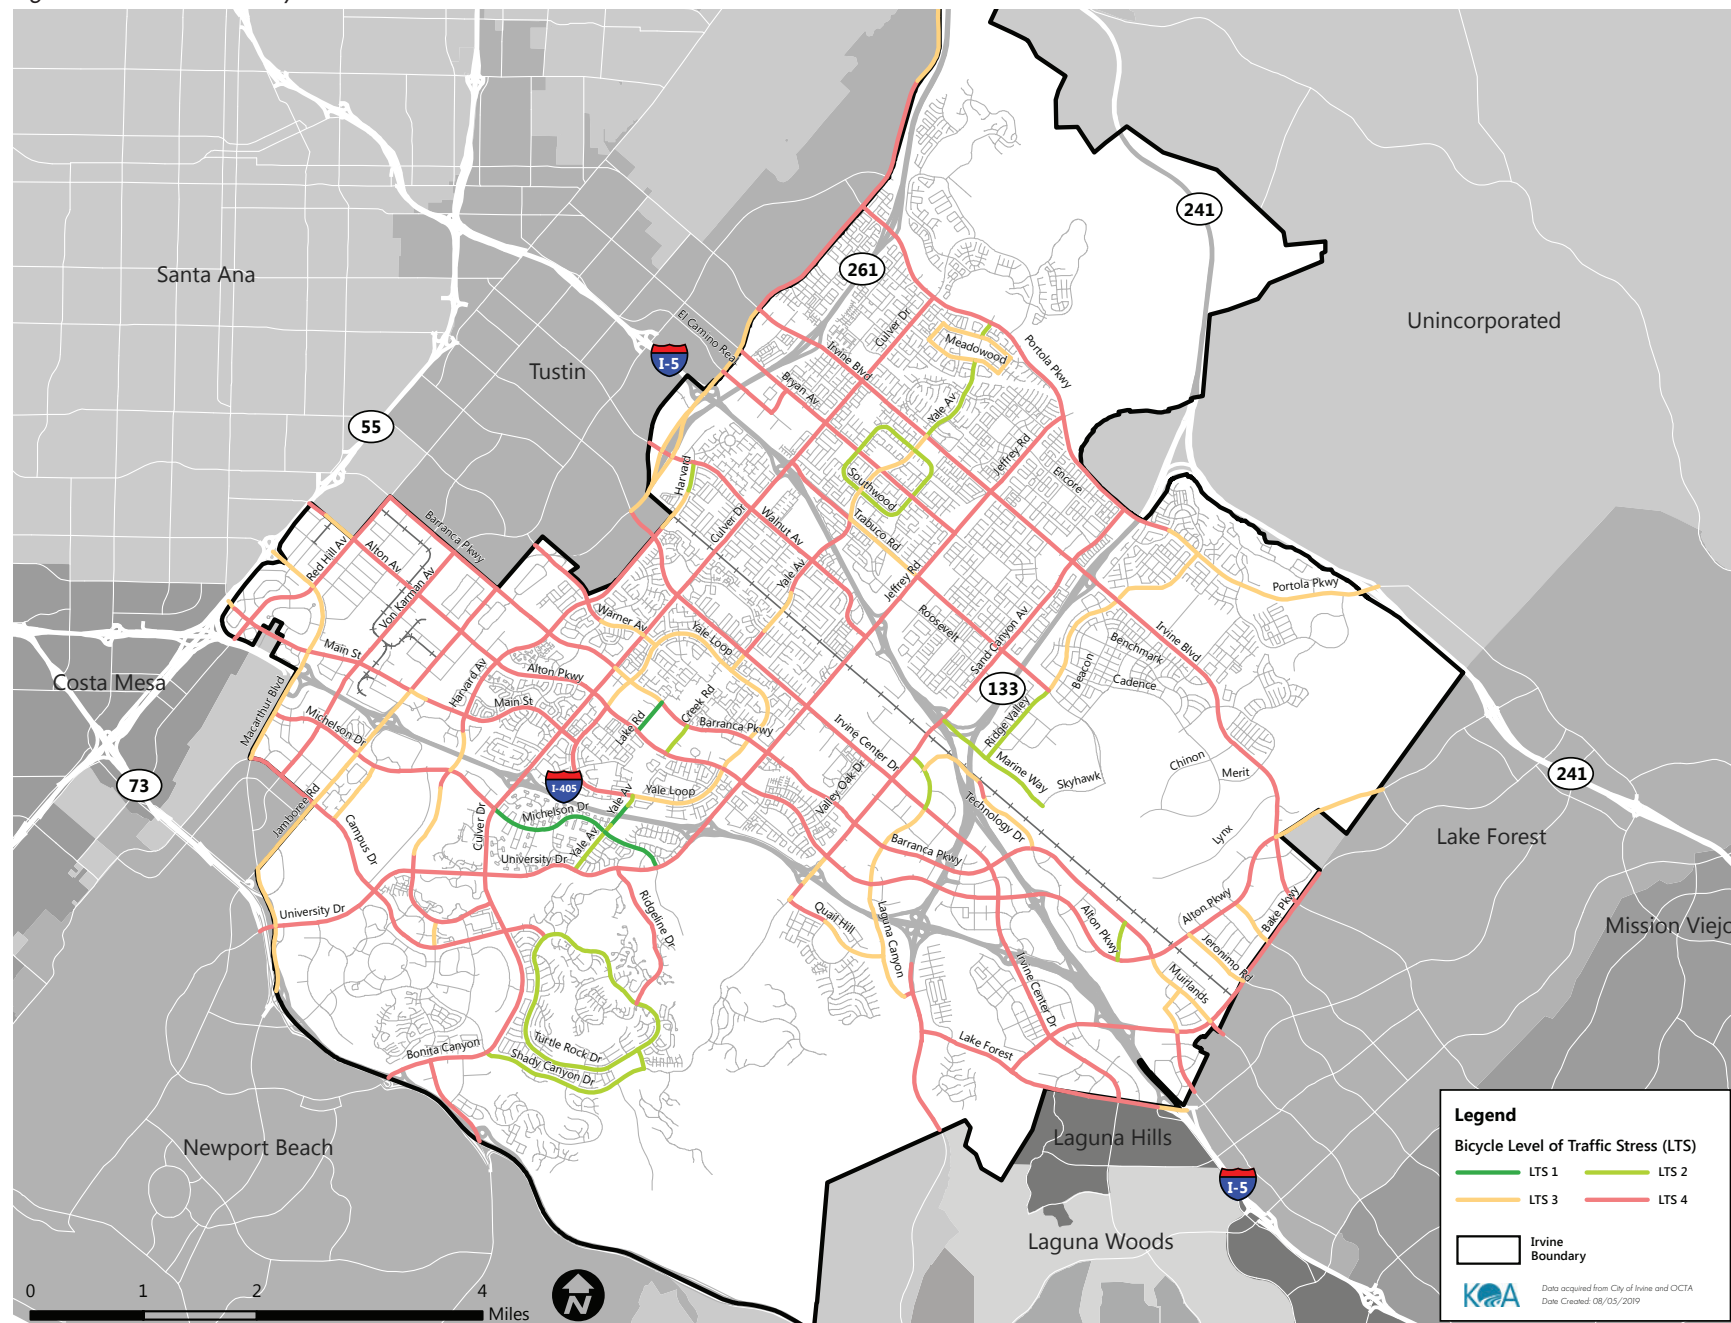 241
261
Santa Ana
Unincorporated
El Camino Real
Culver Dr
Meadowood
Portola Pkwy
Irvine Blvd
I-5
Tustin
Bryan Av
Yale Av
55
Jeffrey Rd
Harvard
Southwood
Encore
Culver Dr
Walnut Av
Trabuco Rd
Barranca Pkwy
Red Hill Av
Alton Av
Von Karman Av
Yale Av
Jeffrey Rd
Portola Pkwy
Warner Av
Yale Loop
Roosevelt
Sand Canyon Av
Irvine Blvd
Benchmark
Main St
Harvard Av
Alton Pkwy
Beacon
Cadence
Costa Mesa
Macarthur Blvd
Main St
Creek Rd
133
Michelson Dr
Lake Rd
Barranca Pkwy
Irvine Center Dr
Ridge Valley
Marine Way
Skyhawk
Chinon
Merit
241
73
I-405
Yale Loop
Valley Oak Dr
Jamboree Rd
Michelson Dr
Yale Av
Technology Dr
Campus Dr
Culver Dr
Yale Av
University Dr
Barranca Pkwy
Lynx
Lake Forest
University Dr
Ridgeline Dr
Quail Hill
Laguna Canyon
Alton Pkwy
Alton Pkwy
Bake Pkwy
Mission Viejo
Jeronimo Rd
Irvine Center Dr
Muirlands
Bonita Canyon
Turtle Rock Dr
Shady Canyon Dr
Lake Forest
Newport Beach
Laguna Hills
I-5
Laguna Woods
Legend
Bicycle Level of Traffic Stress (LTS)
LTS 1
LTS 2
LTS 3
LTS 4
Irvine
Boundary
KOA
Data acquired from City of Irvine and OCTA
Date Created: 08/05/2019
0 1 2 4
Miles
N